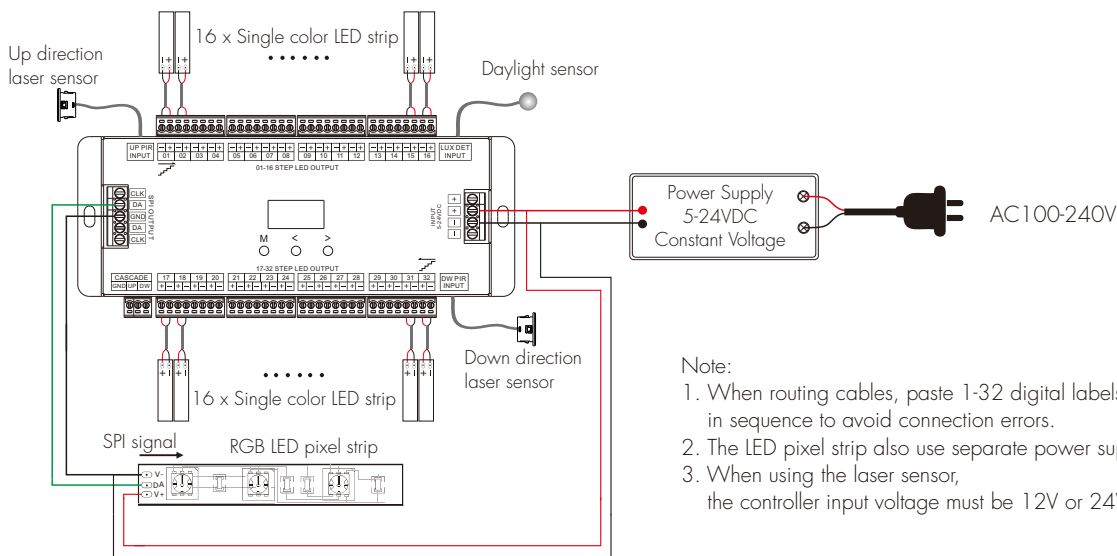 16 x Single color LED strip
Up direction
laser sensor
Daylight sensor
UP PIR
INPUT
01 02 03 04
05 06 07 08
09 10 11 12
13 14 15 16
LUX DET
INPUT
01-16 STEP LED OUTPUT
CLK
DA
GND
DA
CLK
SPI OUTPUT
M < >
INPUT
5-24VDC
Power Supply
5-24VDC
Constant Voltage
AC100-240V
17-32 STEP LED OUTPUT
CASCADE
GND UP DW
17 18 19 20
21 22 23 24
25 26 27 28
29 30 31 32
DW PIR
INPUT
Down direction
laser sensor
16 x Single color LED strip
SPI signal
RGB LED pixel strip
V-
DA
V+
Note:
1. When routing cables, paste 1-32 digital labels
in sequence to avoid connection errors.
2. The LED pixel strip also use separate power
3. When using the laser sensor,
the controller input voltage must be 12V or